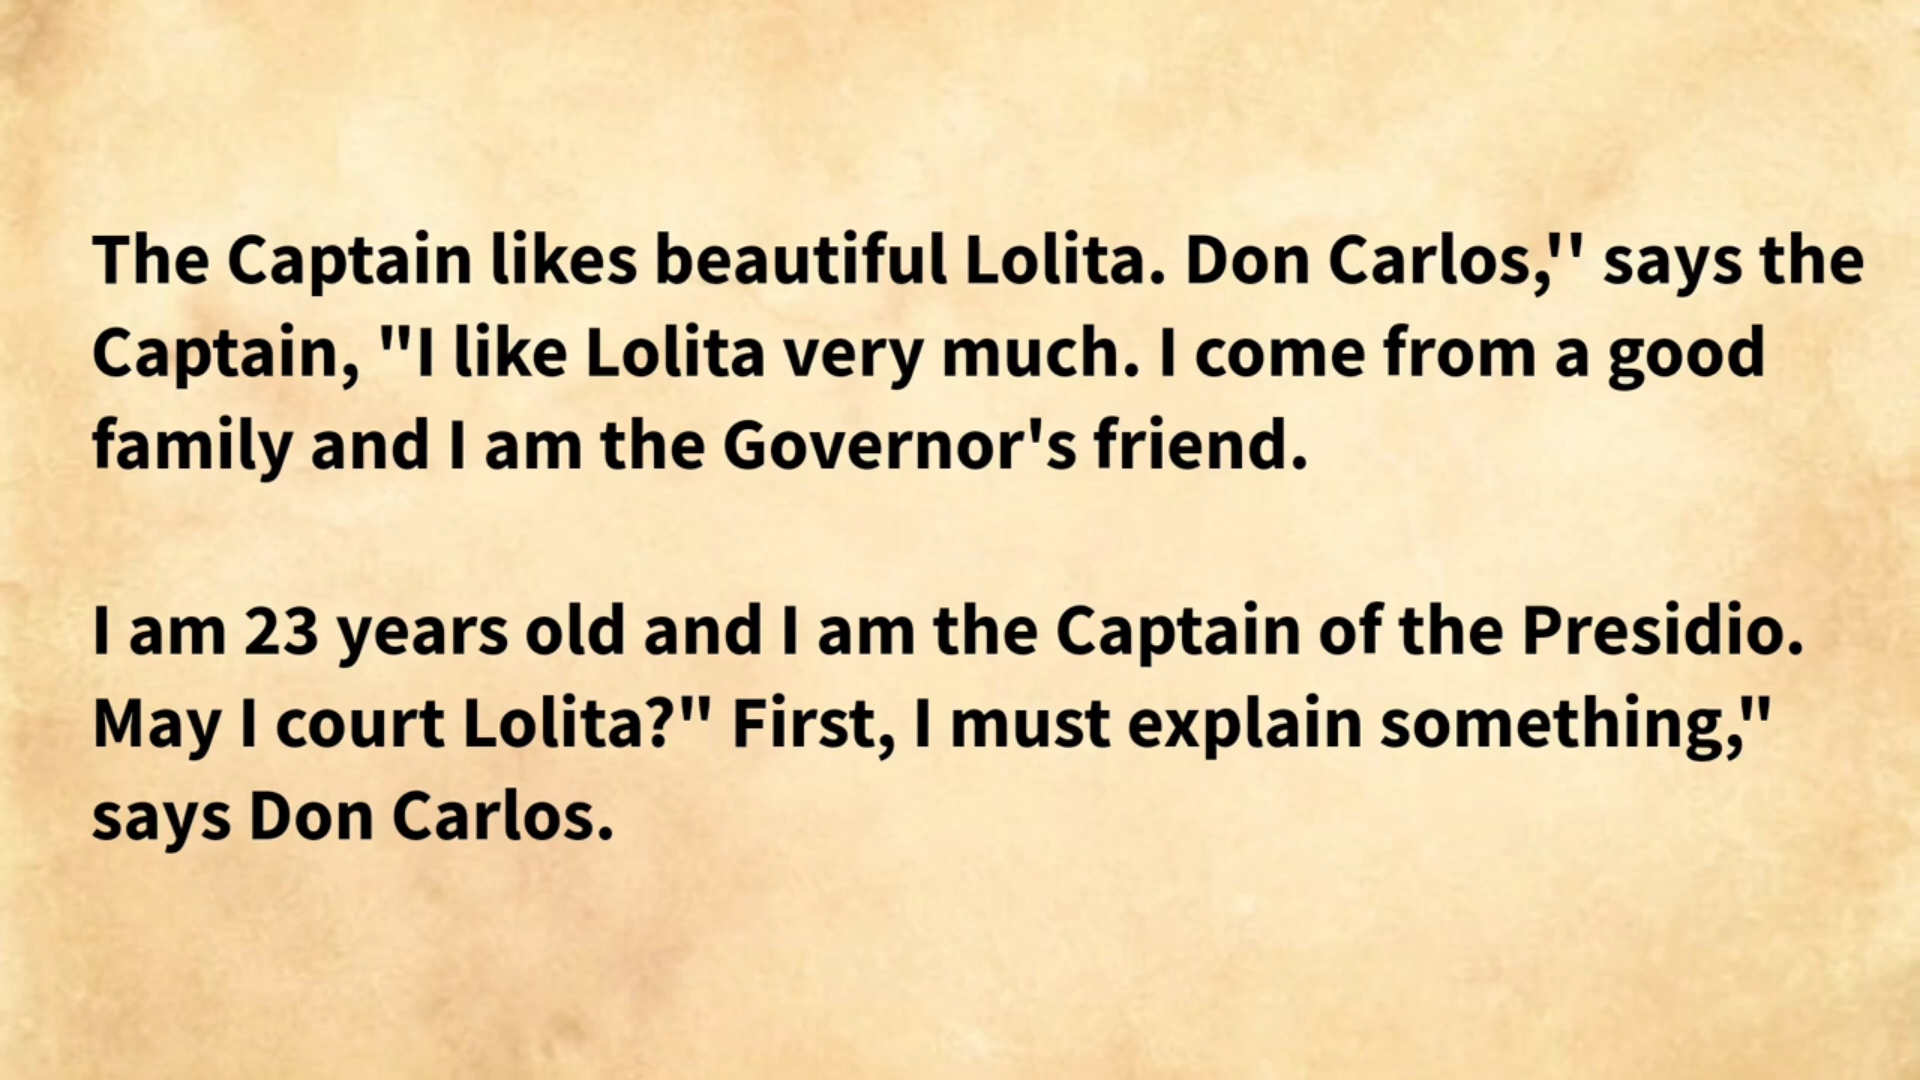 The Captain likes beautiful Lolita. Don Carlos,'' says the
Captain, "I like Lolita very much. I come from a good
family and I am the Governor's friend.
I am 23 years old and I am the Captain of the Presidio.
May I court Lolita?" First, I must explain something,"
says Don Carlos.